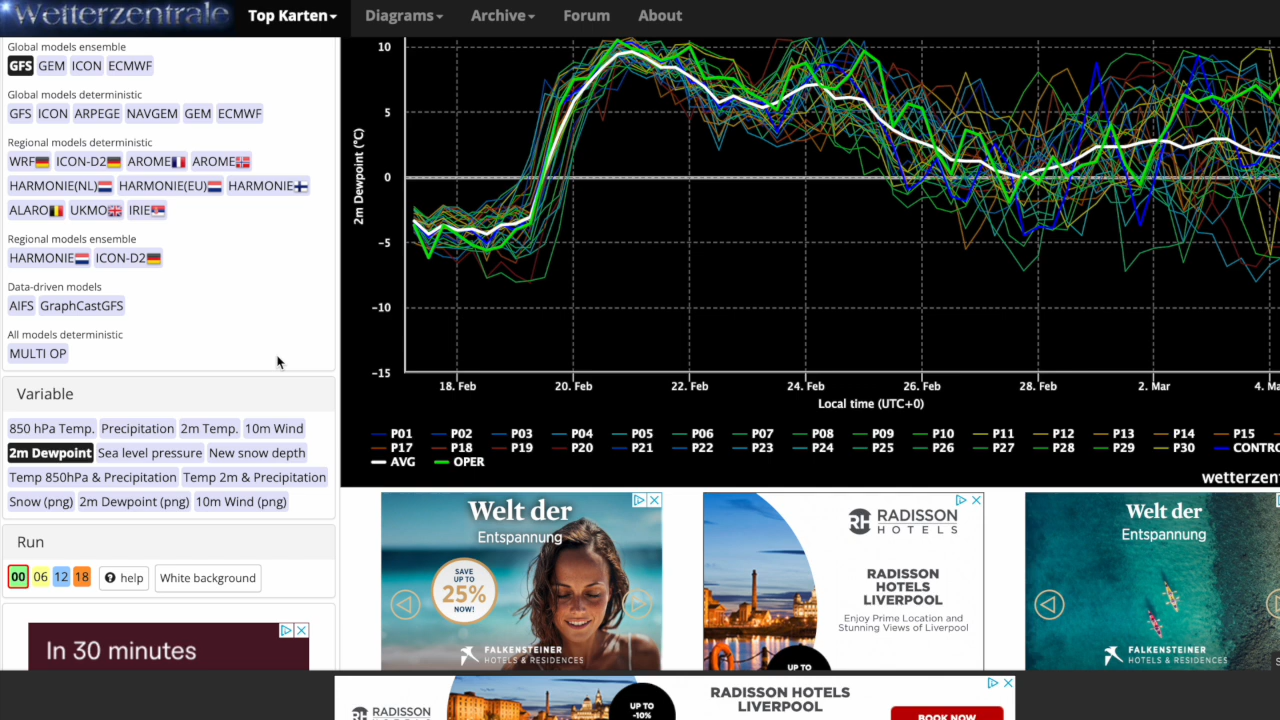 Wetterzentrale
Top Karten Diagrams Archive Forum About
Global models ensemble
GFS GEM ICON ECMWF
Global models deterministic
GFS ICON ARPEGE NAVGEM GEM ECMWF
Regional models deterministic
WRF ICON-D2 AROME AROME
HARMONIE(NL) HARMONIE(EU) HARMONIE
ALARO UKMO IRIE
Regional models ensemble
HARMONIE ICON-D2
Data-driven models
AIFS GraphCastGFS
All models deterministic
MULTI OP
Variable
850 hPa Temp. Precipitation 2m Temp. 10m Wind
2m Dewpoint Sea level pressure New snow depth
Temp 850hPa & Precipitation Temp 2m & Precipitation
Snow (png) 2m Dewpoint (png) 10m Wind (png)
Run
00 06 12 18 help White background
In 30 minutes
2m Dewpoint (°C)
10
5
0
−5
−10
−15
18. Feb 20. Feb 22. Feb 24. Feb 26. Feb 28. Feb 2. Mar 4. Ma
Local time (UTC+0)
P01 P02 P03 P04 P05 P06 P07 P08 P09 P10 P11 P12 P13 P14 P15
P17 P18 P19 P20 P21 P22 P23 P24 P25 P26 P27 P28 P29 P30 CONTRO
AVG OPER
wetterzen
Welt der
Entspannung
SAVE
UP TO
25%
NOW!
FALKENSTEINER
HOTELS & RESIDENCES
RH RADISSON
HOTELS
RADISSON
HOTELS
LIVERPOOL
Enjoy Prime Location and
Stunning Views of Liverpool
UP TO
Welt der
Entspannung
FALKENSTEINER
HOTELS & RESIDENCES
RADISSON
UP TO
-10%
RADISSON HOTELS
LIVERPOOL
BOOK NOW